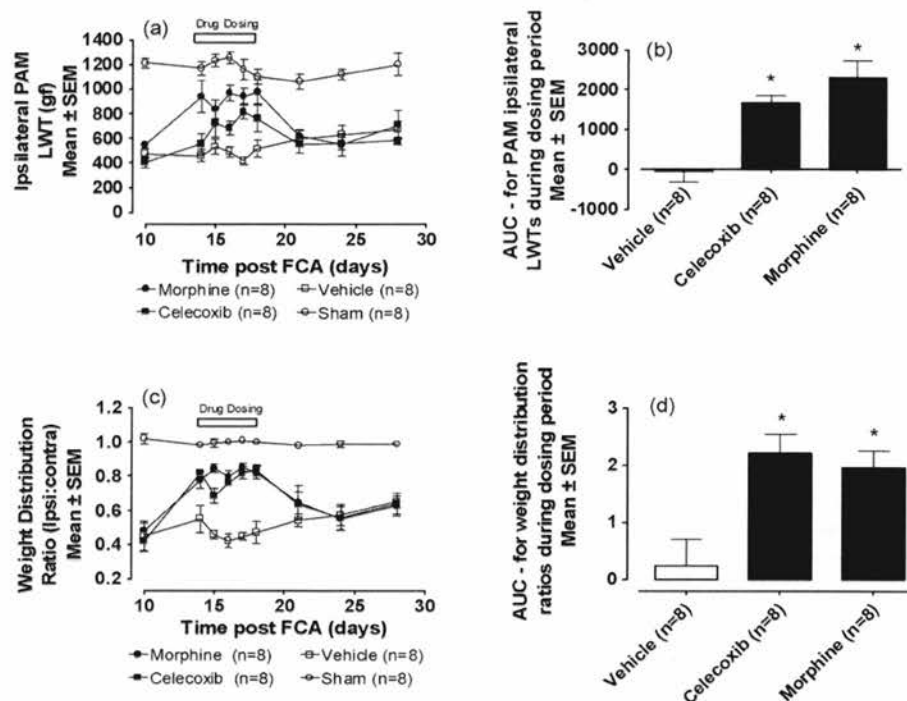 (a)
Drug Dosing
Ipsilateral PAM
LWT (gf)
Mean ± SEM
1400
1200
1000
800
600
400
200
0
10 15 20 25 30
Time post FCA (days)
Morphine (n=8) Vehicle (n=8)
Celecoxib (n=8) Sham (n=8)
(b)
AUC - for PAM ipsilateral
LWTs during dosing period
Mean ± SEM
3000
2000
1000
0
-1000
* *
Vehicle (n=8)
Celecoxib (n=8)
Morphine (n=8)
(c)
Drug Dosing
Weight Distribution
Ratio (Ipsi:contra)
Mean ± SEM
1.2
1.0
0.8
0.6
0.4
0.2
10 15 20 25 30
Time post FCA (days)
Morphine (n=8) Vehicle (n=8)
Celecoxib (n=8) Sham (n=8)
(d)
AUC - for weight distribution
ratios during dosing period
Mean ± SEM
3
2
1
0
* *
Vehicle (n=8)
Celecoxib (n=8)
Morphine (n=8)